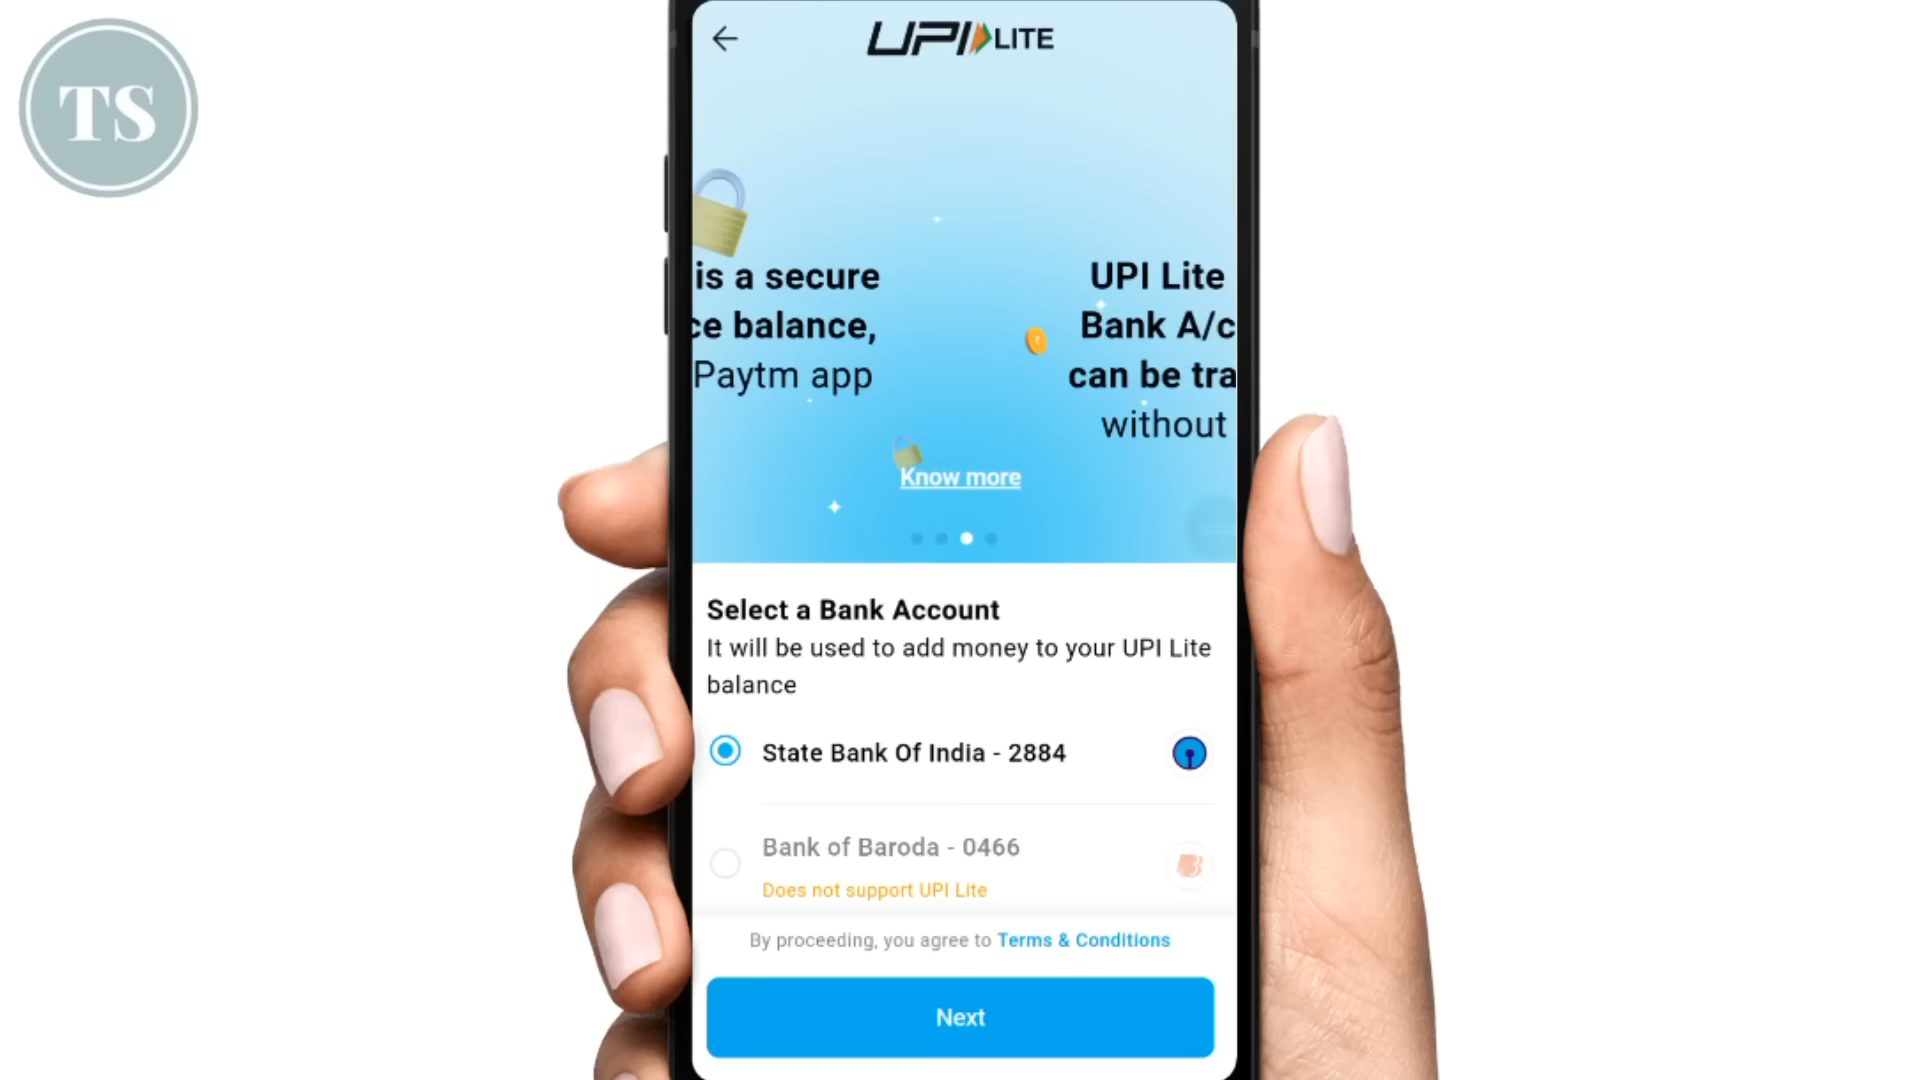 TS
UPI LITE
is a secure
ce balance,
Paytm app
UPI Lite
Bank A/c
can be tra
without
Know more
Select a Bank Account
It will be used to add money to your UPI Lite
balance
State Bank Of India - 2884
Bank of Baroda - 0466
Does not support UPI Lite
By proceeding, you agree to Terms & Conditions
Next